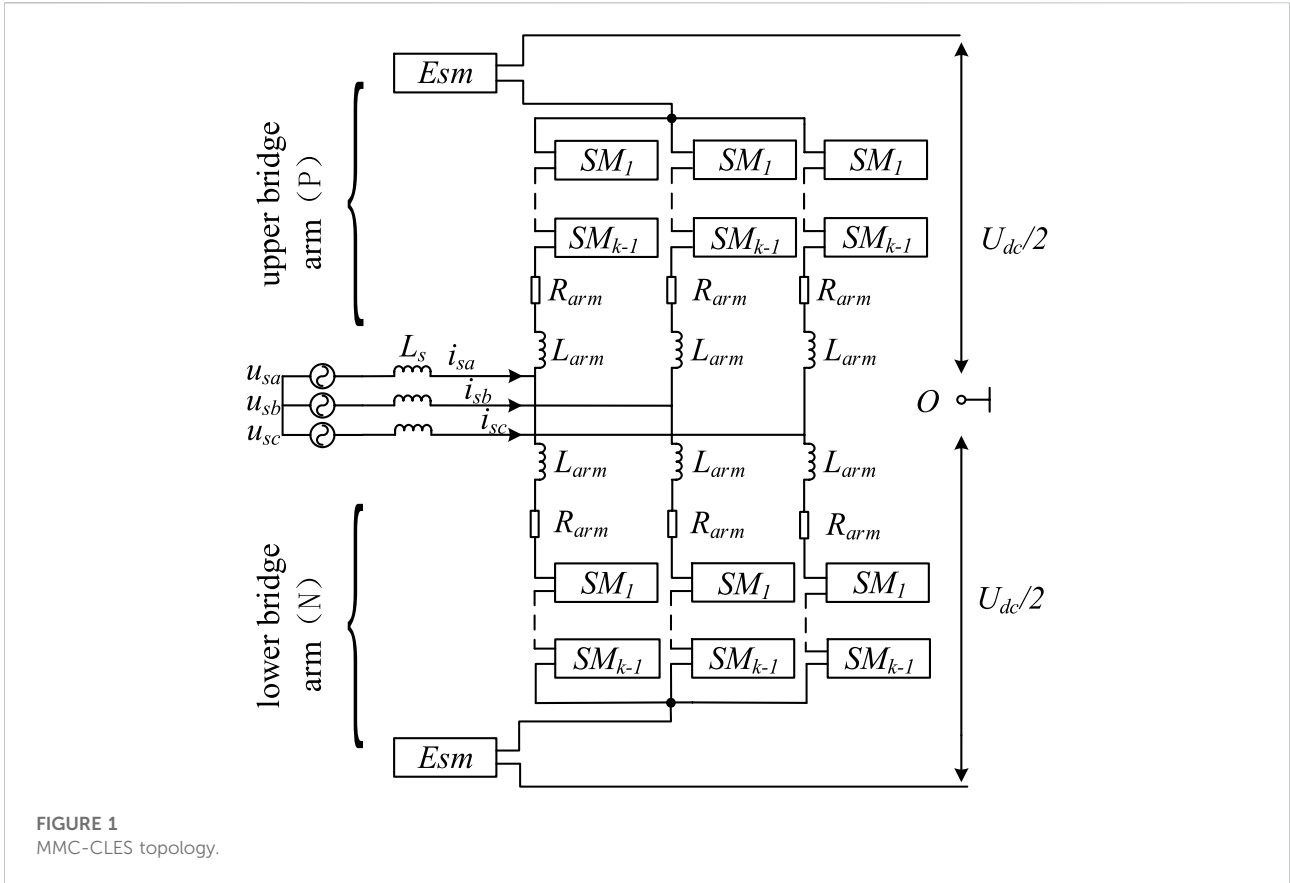 Esm
upper bridge
arm（P）
SM1 SM1 SM1
SMk-1 SMk-1 SMk-1
Udc/2
Rarm Rarm Rarm
Larm Larm Larm
Ls
isa
usa
isb
usb
isc
usc
O
Larm Larm Larm
Rarm Rarm Rarm
lower bridge
arm（N）
SM1 SM1 SM1
Udc/2
SMk-1 SMk-1 SMk-1
Esm
FIGURE 1
MMC-CLES topology.